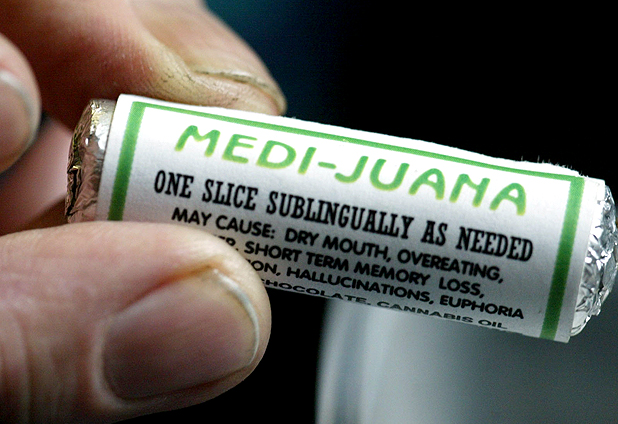 MEDI-JUANA
ONE SLICE SUBLINGUALLY AS NEEDED
MAY CAUSE: DRY MOUTH, OVEREATING,
SHORT TERM MEMORY LOSS,
HALLUCINATIONS, EUPHORIA
CHOCOLATE, CANNABIS OIL